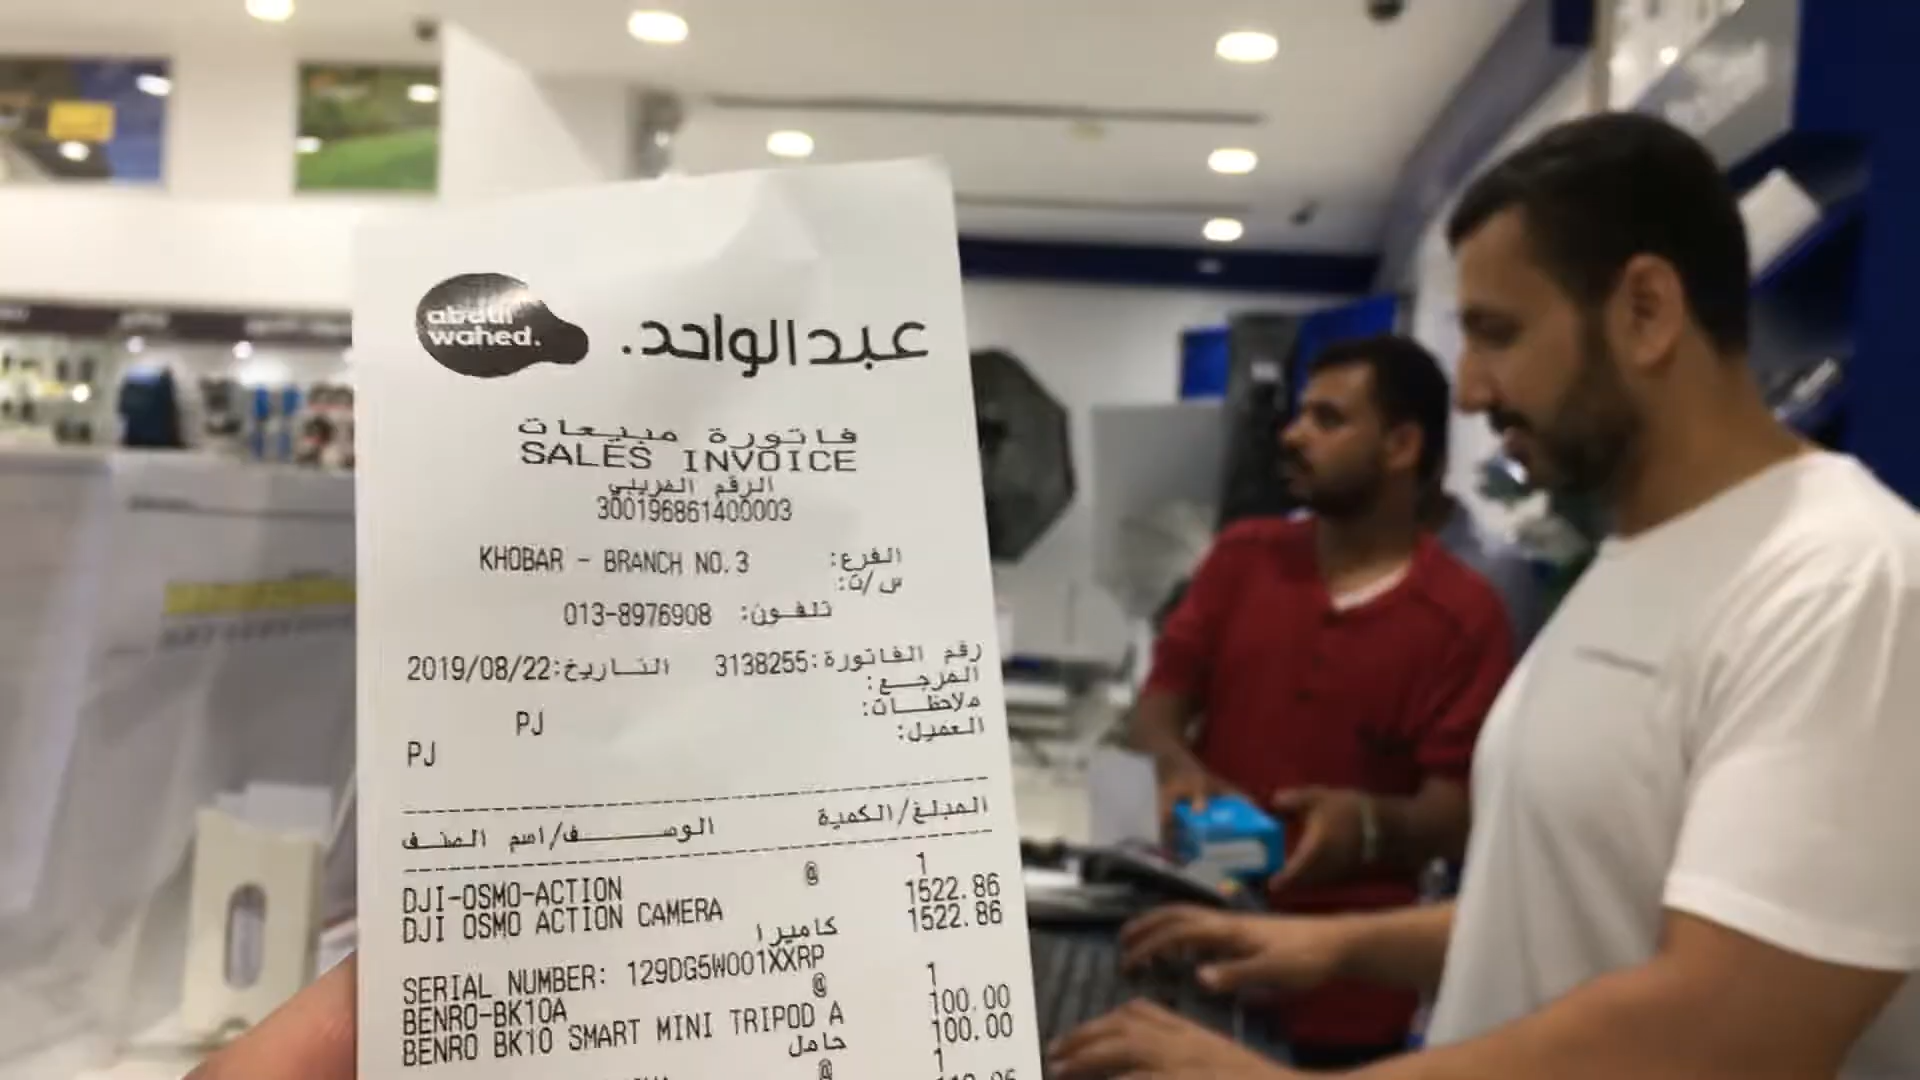 abdul
wahed.
عبدالواحد.
فاتورة مبيعات
SALES INVOICE
الرقم الضريبي
300196861400003
الفرع: KHOBAR - BRANCH NO.3
س/ت:
تلفون: 013-8976908
رقم الفاتورة:3138255 التاريخ:2019/08/22
المرجع:
ملاحظات:
PJ
العميل:
PJ
المبلغ/الكمية الوصف/اسم الصنف
@ 1
DJI-OSMO-ACTION 1522.86
DJI OSMO ACTION CAMERA 1522.86
كاميرا
SERIAL NUMBER: 129DG5W001XXRP
@ 1
BENRO-BK10A 100.00
BENRO BK10 SMART MINI TRIPOD A 100.00
حامل
@ 1